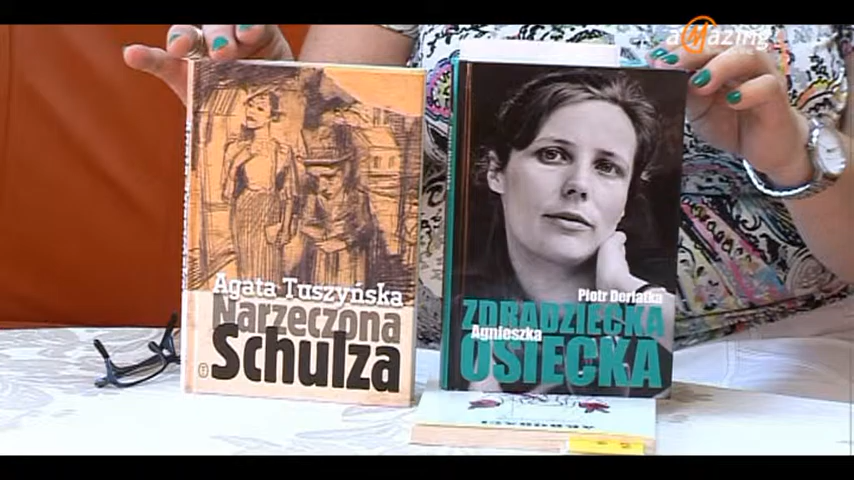 aMazing
Agata Tuszyńska
Narzeczona
Schulza
Piotr Derlatka
ZDRADZIECKA
Agnieszka
OSIECKA